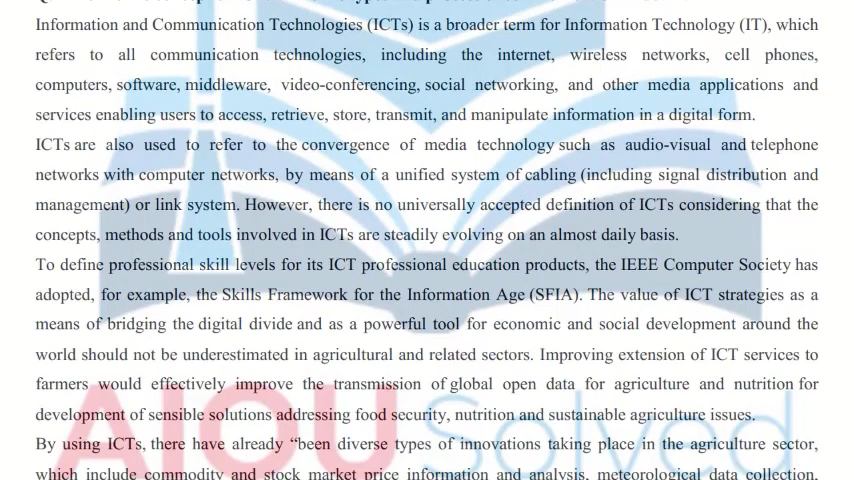 Information and Communication Technologies (ICTs) is a broader term for Information Technology (IT), which
refers to all communication technologies, including the internet, wireless networks, cell phones,
computers, software, middleware, video-conferencing, social networking, and other media applications and
services enabling users to access, retrieve, store, transmit, and manipulate information in a digital form.
ICTs are also used to refer to the convergence of media technology such as audio-visual and telephone
networks with computer networks, by means of a unified system of cabling (including signal distribution and
management) or link system. However, there is no universally accepted definition of ICTs considering that the
concepts, methods and tools involved in ICTs are steadily evolving on an almost daily basis.
To define professional skill levels for its ICT professional education products, the IEEE Computer Society has
adopted, for example, the Skills Framework for the Information Age (SFIA). The value of ICT strategies as a
means of bridging the digital divide and as a powerful tool for economic and social development around the
world should not be underestimated in agricultural and related sectors. Improving extension of ICT services to
farmers would effectively improve the transmission of global open data for agriculture and nutrition for
development of sensible solutions addressing food security, nutrition and sustainable agriculture issues.
By using ICTs, there have already “been diverse types of innovations taking place in the agriculture sector,
which include commodity and stock market price information and analysis, meteorological data collection,
AIOU Solved